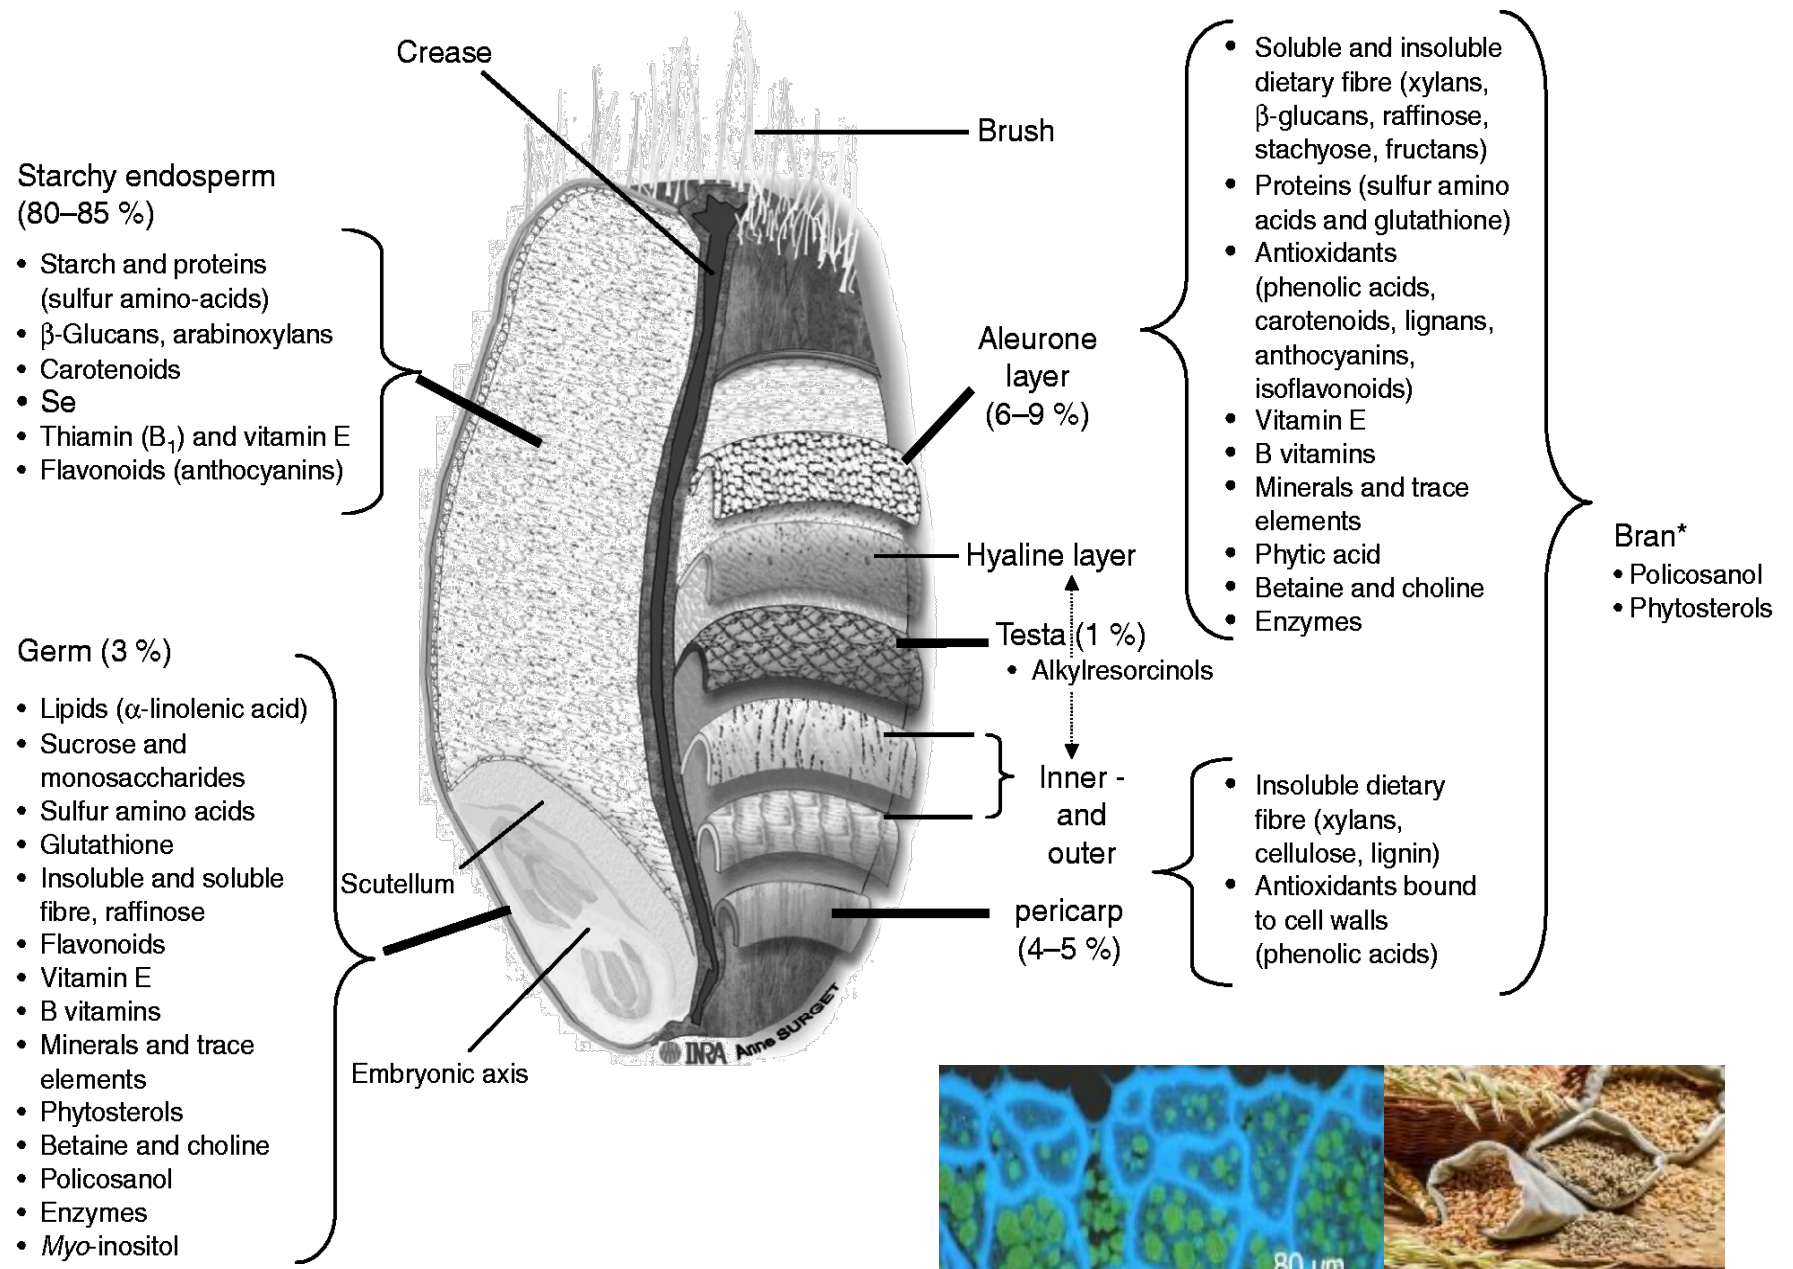 Crease
Brush
Starchy endosperm
(80–85 %)
• Starch and proteins
(sulfur amino-acids)
• β-Glucans, arabinoxylans
• Carotenoids
• Se
• Thiamin (B₁) and vitamin E
• Flavonoids (anthocyanins)
Germ (3 %)
• Lipids (α-linolenic acid)
• Sucrose and
monosaccharides
• Sulfur amino acids
• Glutathione
• Insoluble and soluble
fibre, raffinose
• Flavonoids
• Vitamin E
• B vitamins
• Minerals and trace
elements
• Phytosterols
• Betaine and choline
• Policosanol
• Enzymes
• Myo-inositol
Scutellum
Embryonic axis
Aleurone
layer
(6–9 %)
Hyaline layer
Testa (1 %)
• Alkylresorcinols
Inner -
and
outer
pericarp
(4–5 %)
• Soluble and insoluble
dietary fibre (xylans,
β-glucans, raffinose,
stachyose, fructans)
• Proteins (sulfur amino
acids and glutathione)
• Antioxidants
(phenolic acids,
carotenoids, lignans,
anthocyanins,
isoflavonoids)
• Vitamin E
• B vitamins
• Minerals and trace
elements
• Phytic acid
• Betaine and choline
• Enzymes
• Insoluble dietary
fibre (xylans,
cellulose, lignin)
• Antioxidants bound
to cell walls
(phenolic acids)
Bran*
• Policosanol
• Phytosterols
INRA Anne SURGET
80 µm